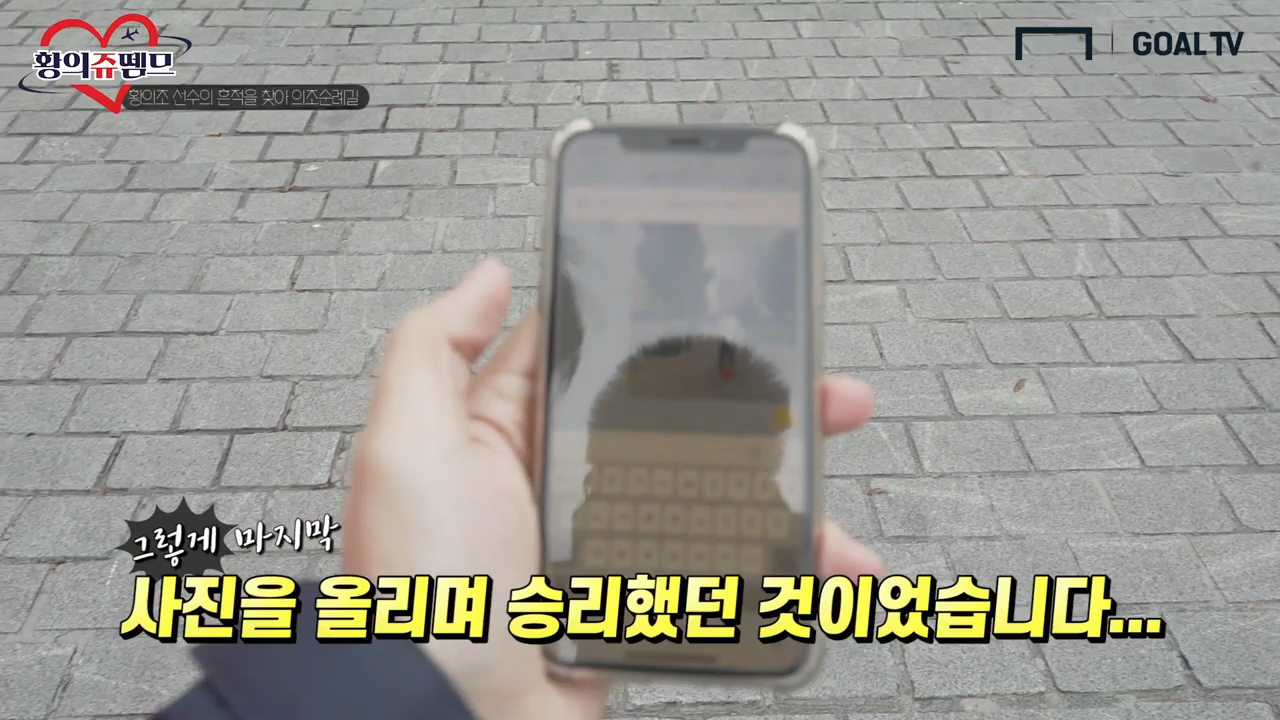 황의쥬뗌므
황의조 선수의 흔적을 찾아 의조순례길
GOAL TV
그렇게 마지막
사진을 올리며 승리했던 것이었습니다...